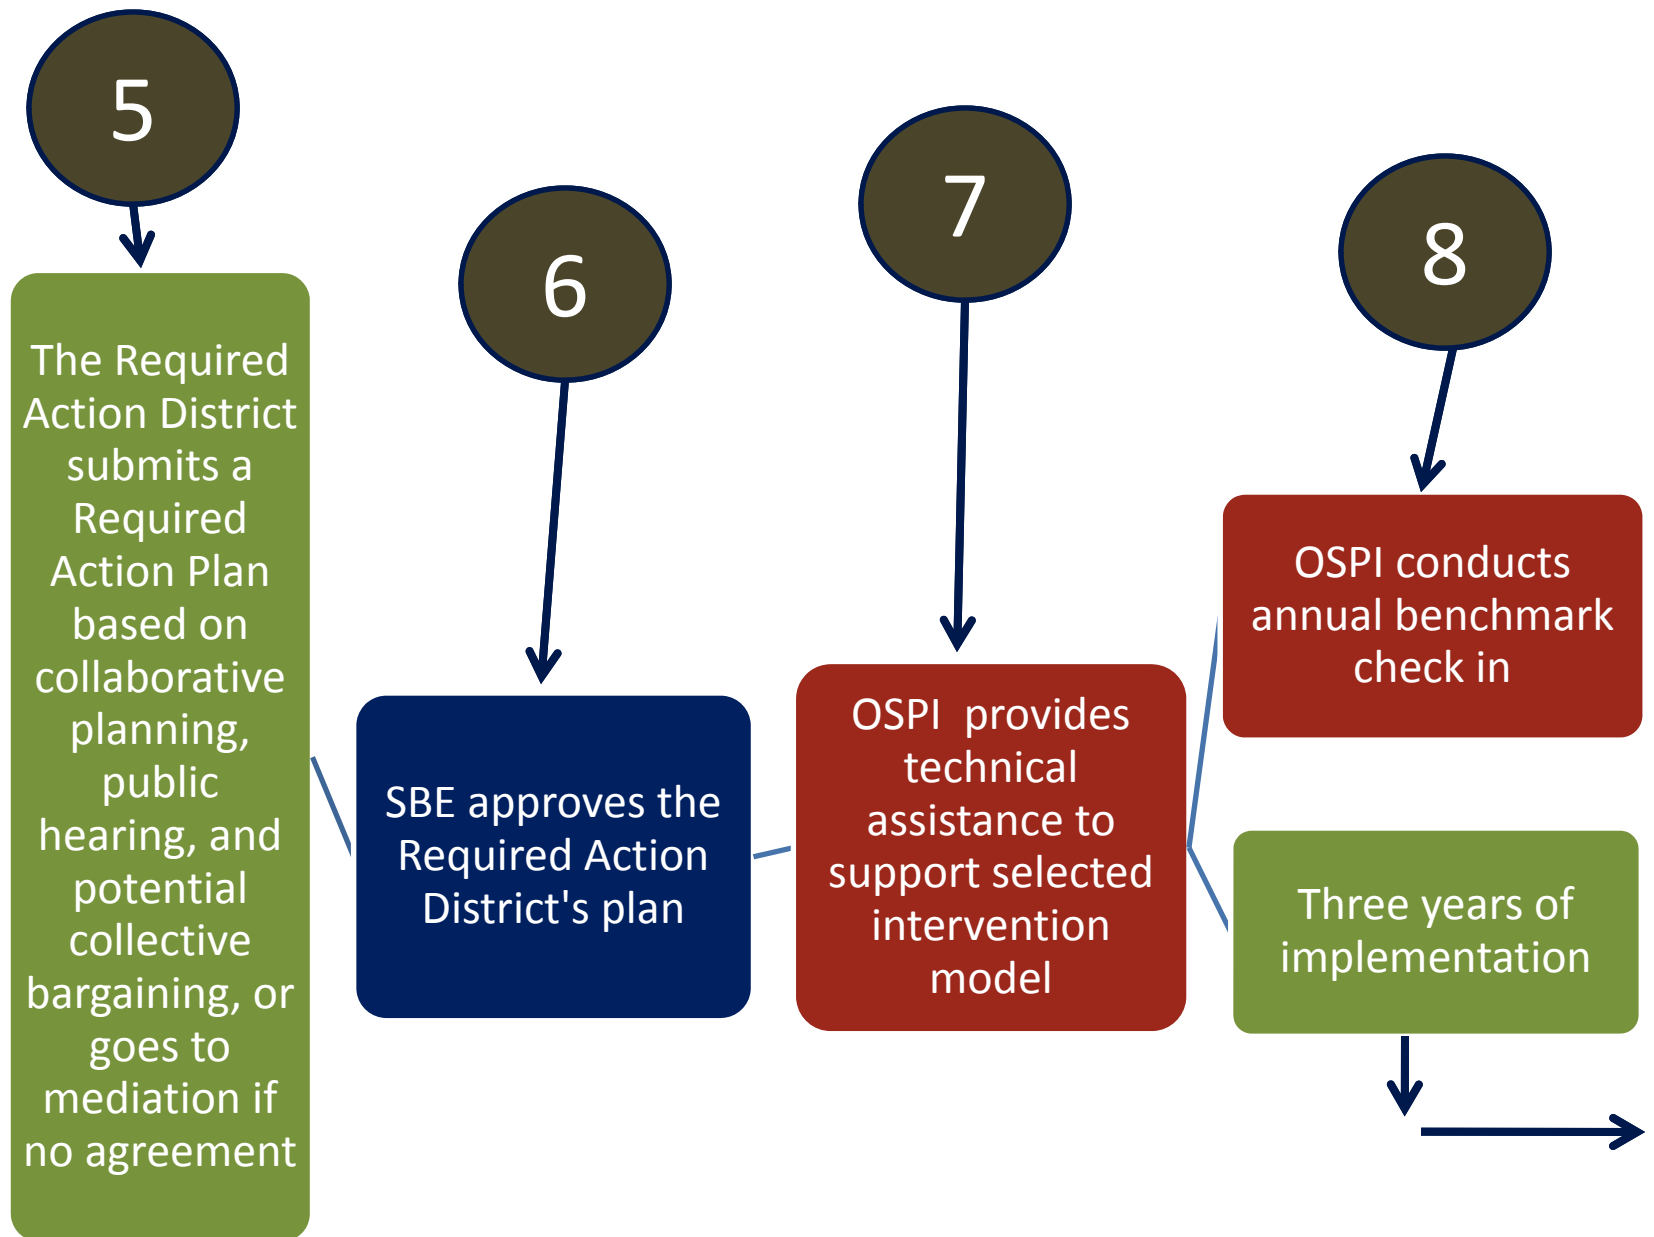 5
The Required
Action District
submits a
Required
Action Plan
based on
collaborative
planning,
public
hearing, and
potential
collective
bargaining, or
goes to
mediation if
no agreement
6
SBE approves the
Required Action
District's plan
7
OSPI  provides
technical
assistance to
support selected
intervention
model
8
OSPI conducts
annual benchmark
check in
Three years of
implementation